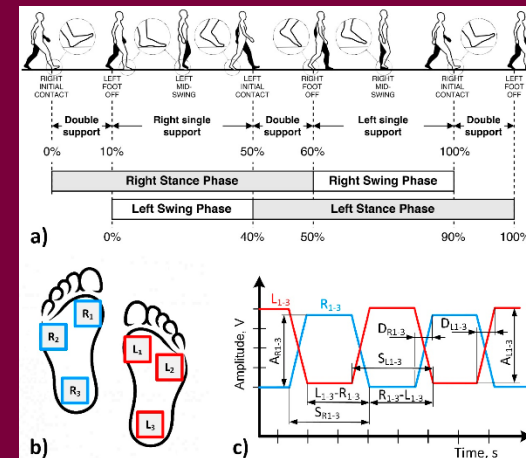 RIGHT INITIAL CONTACT
LEFT FOOT OFF
LEFT MID- SWING
LEFT INITIAL CONTACT
RIGHT FOOT OFF
RIGHT MID- SWING
RIGHT INITIAL CONTACT
LEFT FOOT OFF
Double support
Right single support
Double support
Left single support
Double support
0% 10% 50% 60% 100%
Right Stance Phase Right Swing Phase
Left Swing Phase Left Stance Phase
0% 40% 50% 90% 100%
a)
R1
R2
R3
L1
L2
L3
b)
L1-3 R1-3
Amplitude, V
AR1-3
DR1-3 DL1-3
SL1-3
AL1-3
L1-3-R1-3 R1-3-L1-3
SR1-3
Time, s
c)